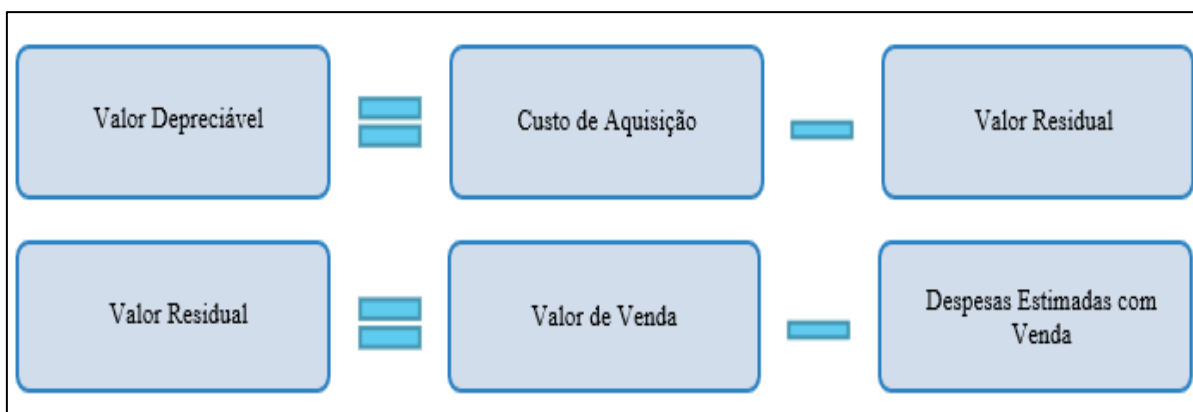 Valor Depreciável
Custo de Aquisição
Valor Residual
Valor Residual
Valor de Venda
Despesas Estimadas com
Venda